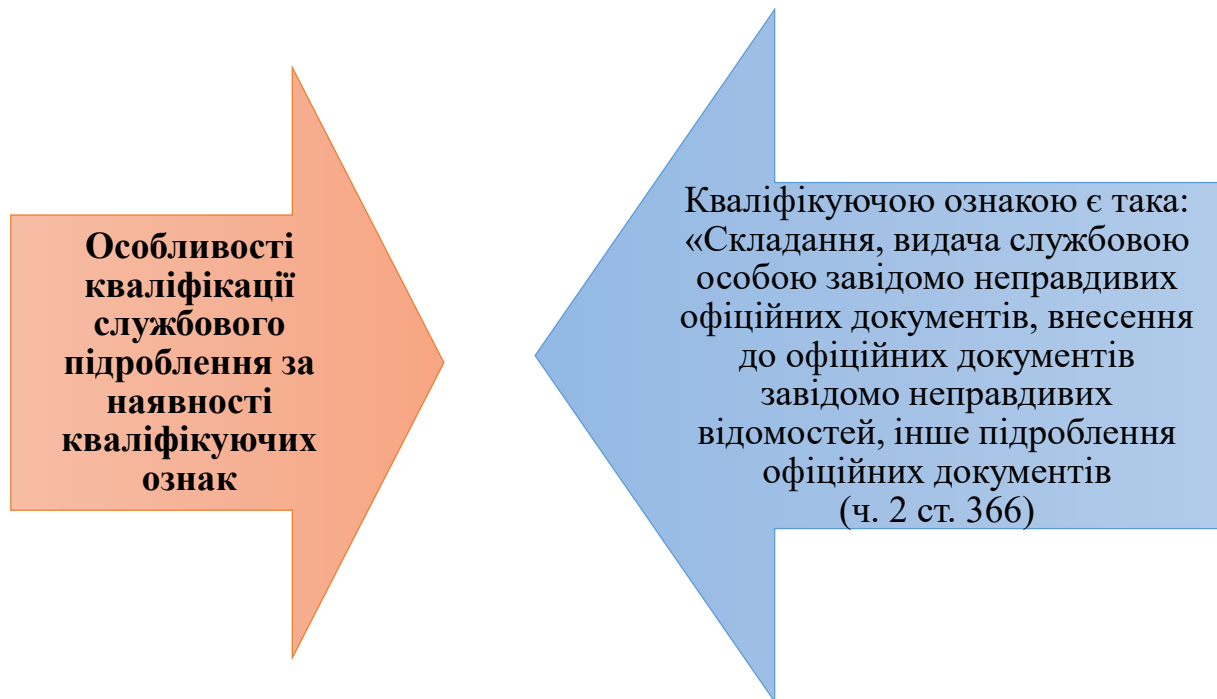 Особливості
кваліфікації
службового
підроблення за
наявності
кваліфікуючих
ознак
Кваліфікуючою ознакою є така:
«Складання, видача службовою
особою завідомо неправдивих
офіційних документів, внесення
до офіційних документів
завідомо неправдивих
відомостей, інше підроблення
офіційних документів
(ч. 2 ст. 366)